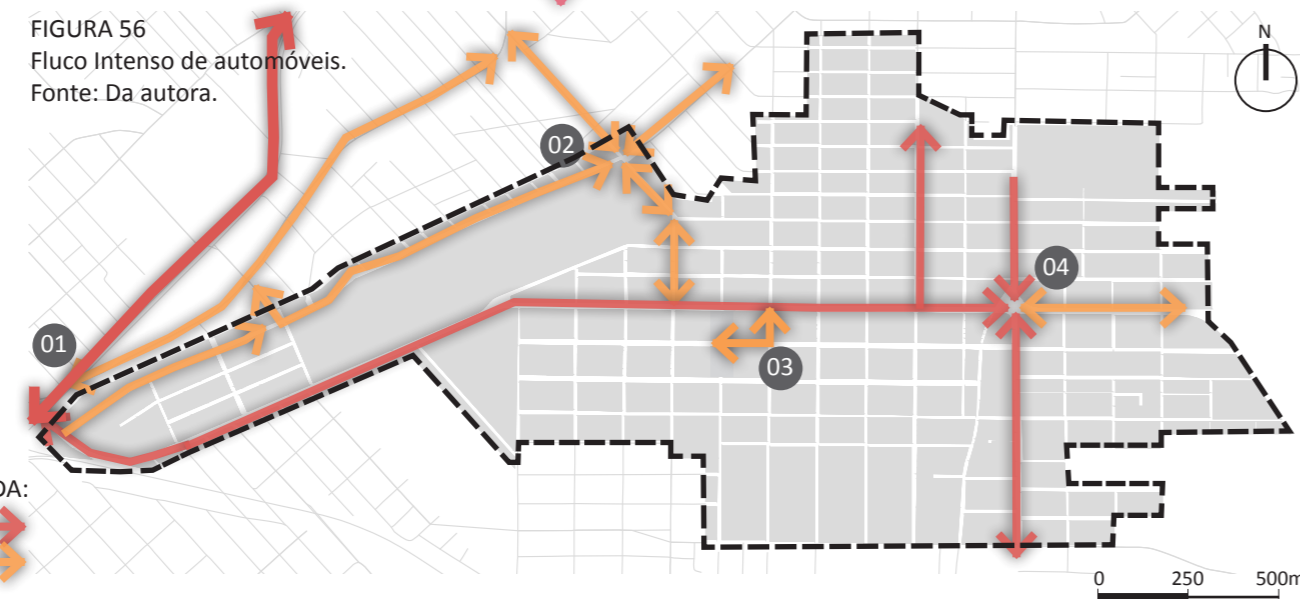 FIGURA 56
Fluco Intenso de automóveis.
Fonte: Da autora.
N
02
01
04
03
DA:
0 250 500m